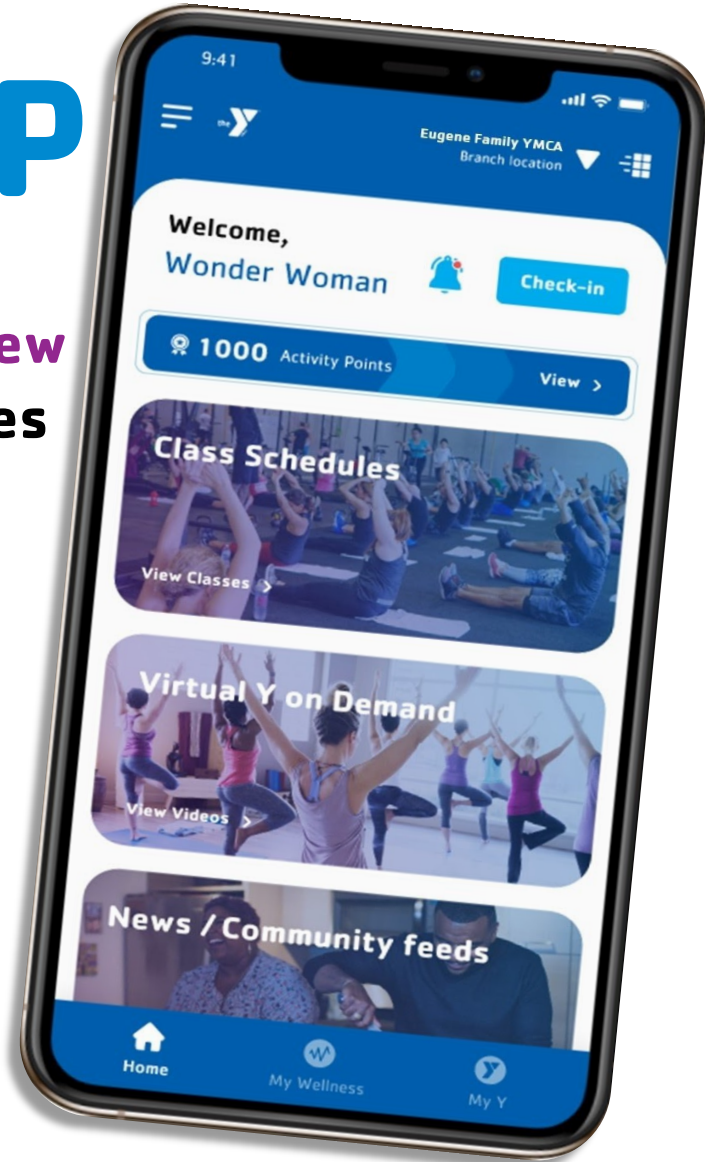 P
ew
es
9:41
the Y
Eugene Family YMCA
Branch location
Welcome,
Wonder Woman
Check-in
1000 Activity Points
View >
Class Schedules
View Classes >
Virtual Y on Demand
View Videos >
News / Community feeds
Home
My Wellness
My Y